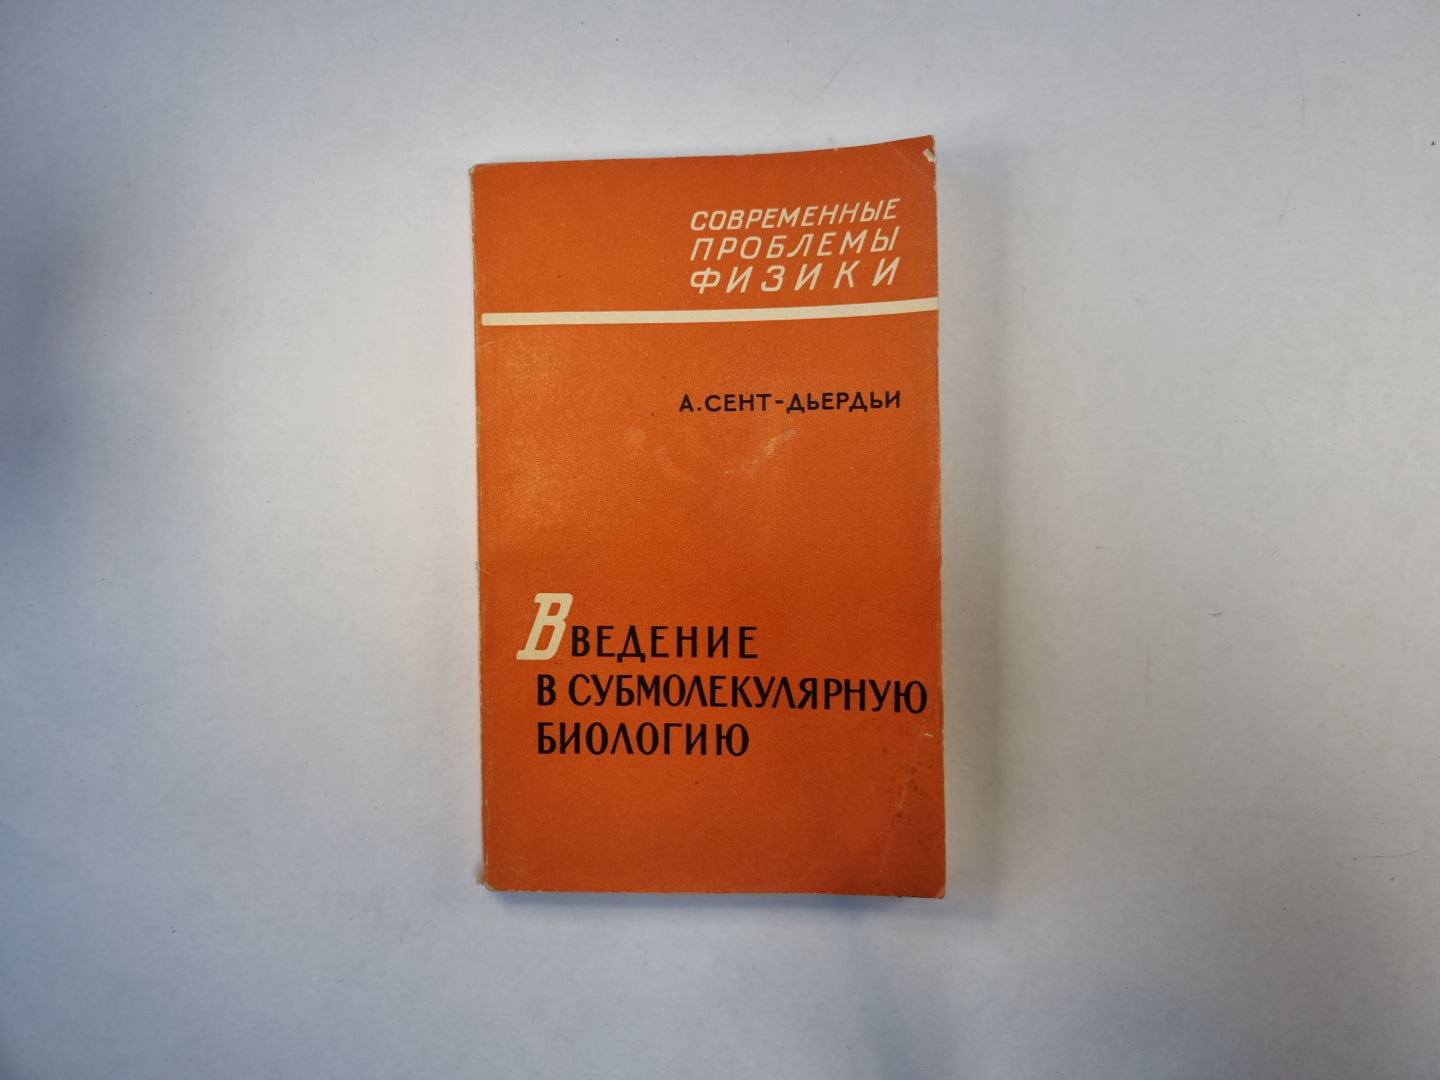 СОВРЕМЕННЫЕ
ПРОБЛЕМЫ
ФИЗИКИ
А. СЕНТ-ДЬЕРДЬИ
ВВЕДЕНИЕ
В СУБМОЛЕКУЛЯРНУЮ
БИОЛОГИЮ